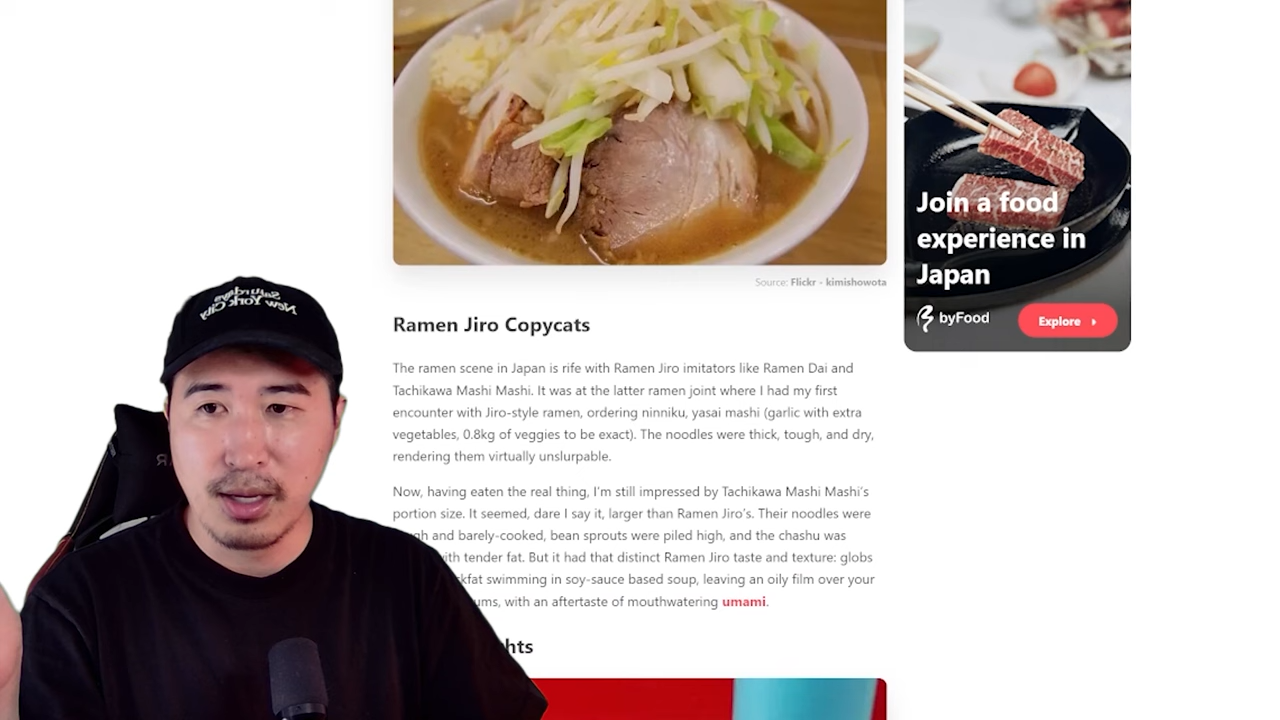 Source: Flickr - kimishowota
Ramen Jiro Copycats
The ramen scene in Japan is rife with Ramen Jiro imitators like Ramen Dai and
Tachikawa Mashi Mashi. It was at the latter ramen joint where I had my first
encounter with Jiro-style ramen, ordering ninniku, yasai mashi (garlic with extra
vegetables, 0.8kg of veggies to be exact). The noodles were thick, tough, and dry,
rendering them virtually unslurpable.
Now, having eaten the real thing, I'm still impressed by Tachikawa Mashi Mashi's
portion size. It seemed, dare I say it, larger than Ramen Jiro's. Their noodles were
and barely-cooked, bean sprouts were piled high, and the chashu was
with tender fat. But it had that distinct Ramen Jiro taste and texture: globs
swimming in soy-sauce based soup, leaving an oily film over your
with an aftertaste of mouthwatering umami.
Join a food
experience in
Japan
byFood
Explore
Saturdays
New York City